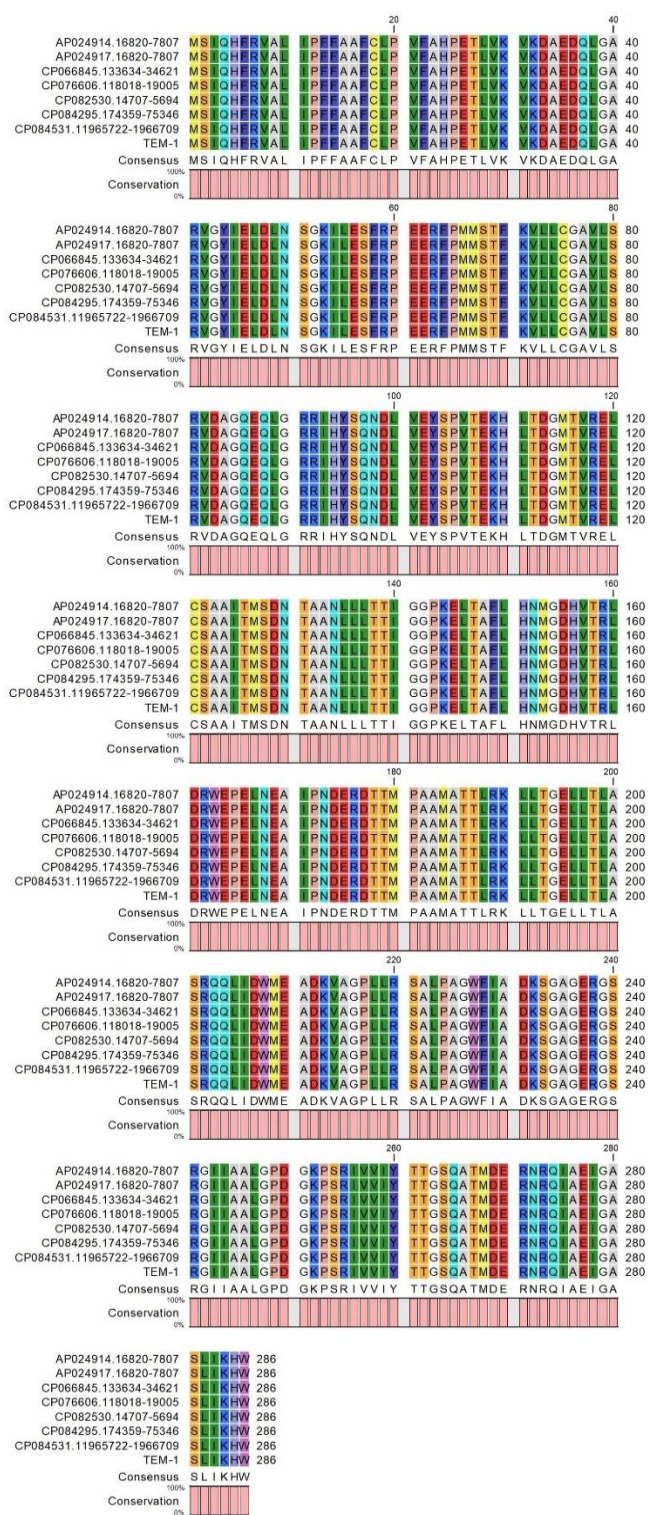 20 40
AP024914.16820-7807 MSIQHFRVAL IPFFAAFCLP VFAHPETLVK VKDAEDQLGA 40
AP024917.16820-7807 MSIQHFRVAL IPFFAAFCLP VFAHPETLVK VKDAEDQLGA 40
CP066845.133634-34621 MSIQHFRVAL IPFFAAFCLP VFAHPETLVK VKDAEDQLGA 40
CP076606.118018-19005 MSIQHFRVAL IPFFAAFCLP VFAHPETLVK VKDAEDQLGA 40
CP082530.14707-5694 MSIQHFRVAL IPFFAAFCLP VFAHPETLVK VKDAEDQLGA 40
CP084295.174359-75346 MSIQHFRVAL IPFFAAFCLP VFAHPETLVK VKDAEDQLGA 40
CP084531.11965722-1966709 MSIQHFRVAL IPFFAAFCLP VFAHPETLVK VKDAEDQLGA 40
TEM-1 MSIQHFRVAL IPFFAAFCLP VFAHPETLVK VKDAEDQLGA 40
Consensus MSIQHFRVAL IPFFAAFCLP VFAHPETLVK VKDAEDQLGA
100%
Conservation
0%
60 80
AP024914.16820-7807 RVGYIELDLN SGKILESFRP EERFPMMSTF KVLLCGAVLS 80
AP024917.16820-7807 RVGYIELDLN SGKILESFRP EERFPMMSTF KVLLCGAVLS 80
CP066845.133634-34621 RVGYIELDLN SGKILESFRP EERFPMMSTF KVLLCGAVLS 80
CP076606.118018-19005 RVGYIELDLN SGKILESFRP EERFPMMSTF KVLLCGAVLS 80
CP082530.14707-5694 RVGYIELDLN SGKILESFRP EERFPMMSTF KVLLCGAVLS 80
CP084295.174359-75346 RVGYIELDLN SGKILESFRP EERFPMMSTF KVLLCGAVLS 80
CP084531.11965722-1966709 RVGYIELDLN SGKILESFRP EERFPMMSTF KVLLCGAVLS 80
TEM-1 RVGYIELDLN SGKILESFRP EERFPMMSTF KVLLCGAVLS 80
Consensus RVGYIELDLN SGKILESFRP EERFPMMSTF KVLLCGAVLS
100%
Conservation
0%
100 120
AP024914.16820-7807 RVDAGQEQLG RRIHYSQNDL VEYSPVTEKH LTDGMTVREL 120
AP024917.16820-7807 RVDAGQEQLG RRIHYSQNDL VEYSPVTEKH LTDGMTVREL 120
CP066845.133634-34621 RVDAGQEQLG RRIHYSQNDL VEYSPVTEKH LTDGMTVREL 120
CP076606.118018-19005 RVDAGQEQLG RRIHYSQNDL VEYSPVTEKH LTDGMTVREL 120
CP082530.14707-5694 RVDAGQEQLG RRIHYSQNDL VEYSPVTEKH LTDGMTVREL 120
CP084295.174359-75346 RVDAGQEQLG RRIHYSQNDL VEYSPVTEKH LTDGMTVREL 120
CP084531.11965722-1966709 RVDAGQEQLG RRIHYSQNDL VEYSPVTEKH LTDGMTVREL 120
TEM-1 RVDAGQEQLG RRIHYSQNDL VEYSPVTEKH LTDGMTVREL 120
Consensus RVDAGQEQLG RRIHYSQNDL VEYSPVTEKH LTDGMTVREL
100%
Conservation
0%
140 160
AP024914.16820-7807 CSAAITMSDN TAANLLLTTI GGPKELTAFL HNMGDHVTRL 160
AP024917.16820-7807 CSAAITMSDN TAANLLLTTI GGPKELTAFL HNMGDHVTRL 160
CP066845.133634-34621 CSAAITMSDN TAANLLLTTI GGPKELTAFL HNMGDHVTRL 160
CP076606.118018-19005 CSAAITMSDN TAANLLLTTI GGPKELTAFL HNMGDHVTRL 160
CP082530.14707-5694 CSAAITMSDN TAANLLLTTI GGPKELTAFL HNMGDHVTRL 160
CP084295.174359-75346 CSAAITMSDN TAANLLLTTI GGPKELTAFL HNMGDHVTRL 160
CP084531.11965722-1966709 CSAAITMSDN TAANLLLTTI GGPKELTAFL HNMGDHVTRL 160
TEM-1 CSAAITMSDN TAANLLLTTI GGPKELTAFL HNMGDHVTRL 160
Consensus CSAAITMSDN TAANLLLTTI GGPKELTAFL HNMGDHVTRL
100%
Conservation
0%
180 200
AP024914.16820-7807 DRWEPELNEA IPNDERDTTM PAAMATTLRK LLTGELLTLA 200
AP024917.16820-7807 DRWEPELNEA IPNDERDTTM PAAMATTLRK LLTGELLTLA 200
CP066845.133634-34621 DRWEPELNEA IPNDERDTTM PAAMATTLRK LLTGELLTLA 200
CP076606.118018-19005 DRWEPELNEA IPNDERDTTM PAAMATTLRK LLTGELLTLA 200
CP082530.14707-5694 DRWEPELNEA IPNDERDTTM PAAMATTLRK LLTGELLTLA 200
CP084295.174359-75346 DRWEPELNEA IPNDERDTTM PAAMATTLRK LLTGELLTLA 200
CP084531.11965722-1966709 DRWEPELNEA IPNDERDTTM PAAMATTLRK LLTGELLTLA 200
TEM-1 DRWEPELNEA IPNDERDTTM PAAMATTLRK LLTGELLTLA 200
Consensus DRWEPELNEA IPNDERDTTM PAAMATTLRK LLTGELLTLA
100%
Conservation
0%
220 240
AP024914.16820-7807 SRQQLIDWME ADKVAGPLLR SALPAGWFIA DKSGAGERGS 240
AP024917.16820-7807 SRQQLIDWME ADKVAGPLLR SALPAGWFIA DKSGAGERGS 240
CP066845.133634-34621 SRQQLIDWME ADKVAGPLLR SALPAGWFIA DKSGAGERGS 240
CP076606.118018-19005 SRQQLIDWME ADKVAGPLLR SALPAGWFIA DKSGAGERGS 240
CP082530.14707-5694 SRQQLIDWME ADKVAGPLLR SALPAGWFIA DKSGAGERGS 240
CP084295.174359-75346 SRQQLIDWME ADKVAGPLLR SALPAGWFIA DKSGAGERGS 240
CP084531.11965722-1966709 SRQQLIDWME ADKVAGPLLR SALPAGWFIA DKSGAGERGS 240
TEM-1 SRQQLIDWME ADKVAGPLLR SALPAGWFIA DKSGAGERGS 240
Consensus SRQQLIDWME ADKVAGPLLR SALPAGWFIA DKSGAGERGS
100%
Conservation
0%
260 280
AP024914.16820-7807 RGIIAALGPD GKPSRIVVIY TTGSQATMDE RNRQIAEIGA 280
AP024917.16820-7807 RGIIAALGPD GKPSRIVVIY TTGSQATMDE RNRQIAEIGA 280
CP066845.133634-34621 RGIIAALGPD GKPSRIVVIY TTGSQATMDE RNRQIAEIGA 280
CP076606.118018-19005 RGIIAALGPD GKPSRIVVIY TTGSQATMDE RNRQIAEIGA 280
CP082530.14707-5694 RGIIAALGPD GKPSRIVVIY TTGSQATMDE RNRQIAEIGA 280
CP084295.174359-75346 RGIIAALGPD GKPSRIVVIY TTGSQATMDE RNRQIAEIGA 280
CP084531.11965722-1966709 RGIIAALGPD GKPSRIVVIY TTGSQATMDE RNRQIAEIGA 280
TEM-1 RGIIAALGPD GKPSRIVVIY TTGSQATMDE RNRQIAEIGA 280
Consensus RGIIAALGPD GKPSRIVVIY TTGSQATMDE RNRQIAEIGA
100%
Conservation
0%
AP024914.16820-7807 SLIKHW 286
AP024917.16820-7807 SLIKHW 286
CP066845.133634-34621 SLIKHW 286
CP076606.118018-19005 SLIKHW 286
CP082530.14707-5694 SLIKHW 286
CP084295.174359-75346 SLIKHW 286
CP084531.11965722-1966709 SLIKHW 286
TEM-1 SLIKHW 286
Consensus SLIKHW
100%
Conservation
0%